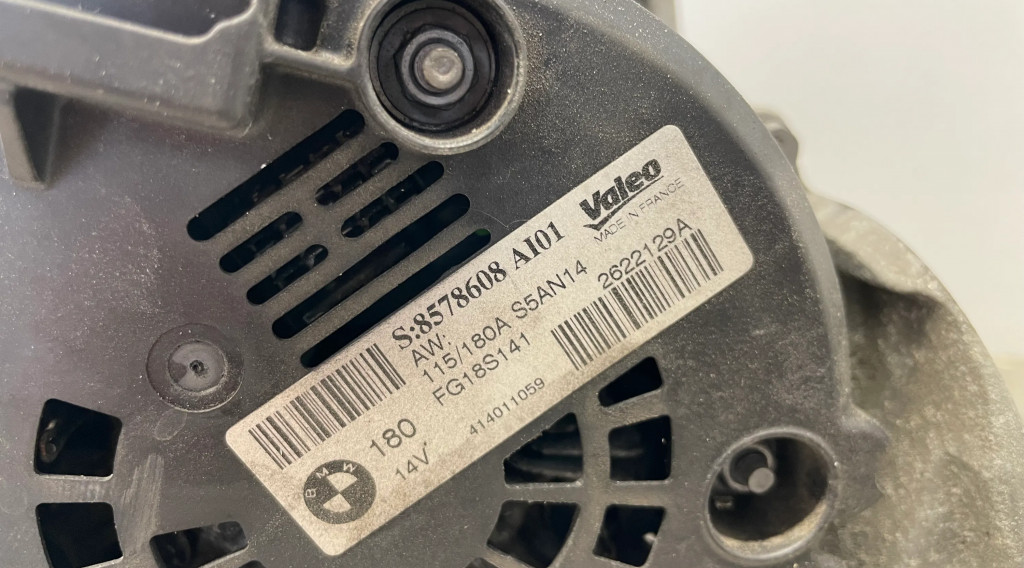 Valeo
MADE IN FRANCE
S:8578608 AI01
AW:
115/180A S5AN14
2622129A
FG18S141
180
14V
414011059
BMW